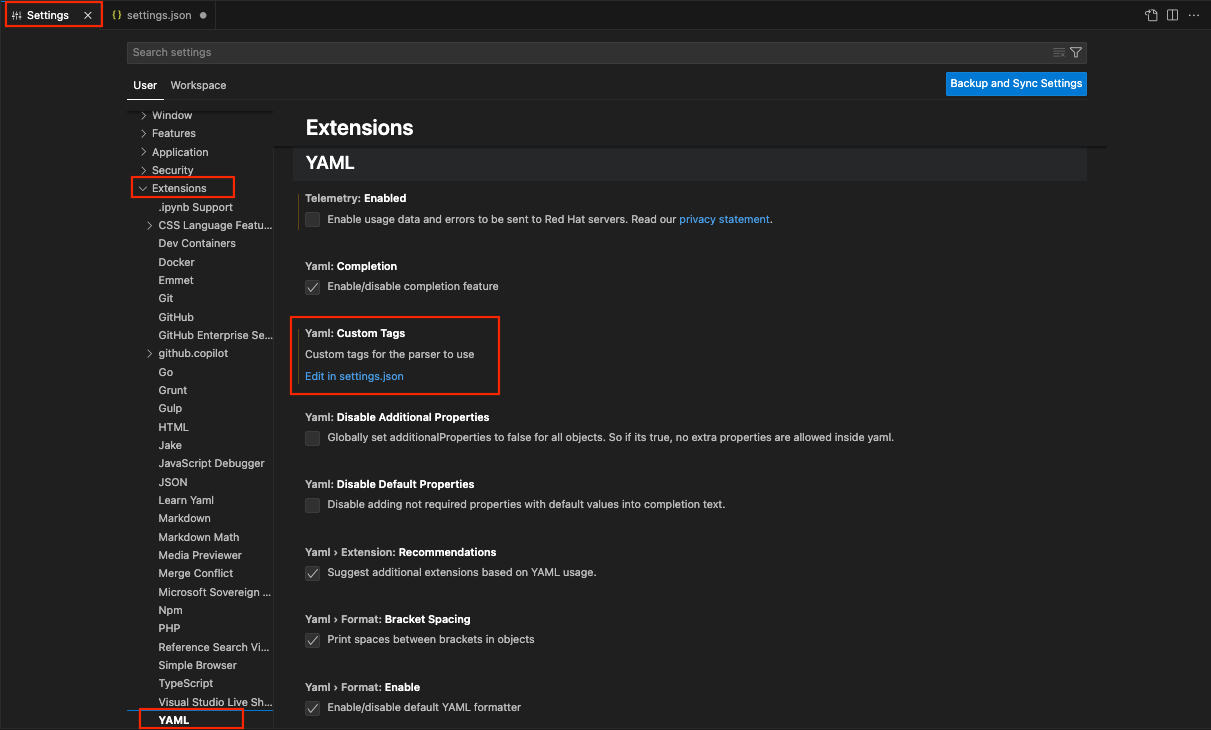 Settings
{} settings.json
Search settings
User
Workspace
Backup and Sync Settings
Window
Features
Application
Security
Extensions
.ipynb Support
CSS Language Featu...
Dev Containers
Docker
Emmet
Git
GitHub
GitHub Enterprise Se...
github.copilot
Go
Grunt
Gulp
HTML
Jake
JavaScript Debugger
JSON
Learn Yaml
Markdown
Markdown Math
Media Previewer
Merge Conflict
Microsoft Sovereign ...
Npm
PHP
Reference Search Vi...
Simple Browser
TypeScript
Visual Studio Live Sh...
YAML
Extensions
YAML
Telemetry: Enabled
Enable usage data and errors to be sent to Red Hat servers. Read our privacy statement.
Yaml: Completion
Enable/disable completion feature
Yaml: Custom Tags
Custom tags for the parser to use
Edit in settings.json
Yaml: Disable Additional Properties
Globally set additionalProperties to false for all objects. So if its true, no extra properties are allowed inside yaml.
Yaml: Disable Default Properties
Disable adding not required properties with default values into completion text.
Yaml › Extension: Recommendations
Suggest additional extensions based on YAML usage.
Yaml › Format: Bracket Spacing
Print spaces between brackets in objects
Yaml › Format: Enable
Enable/disable default YAML formatter